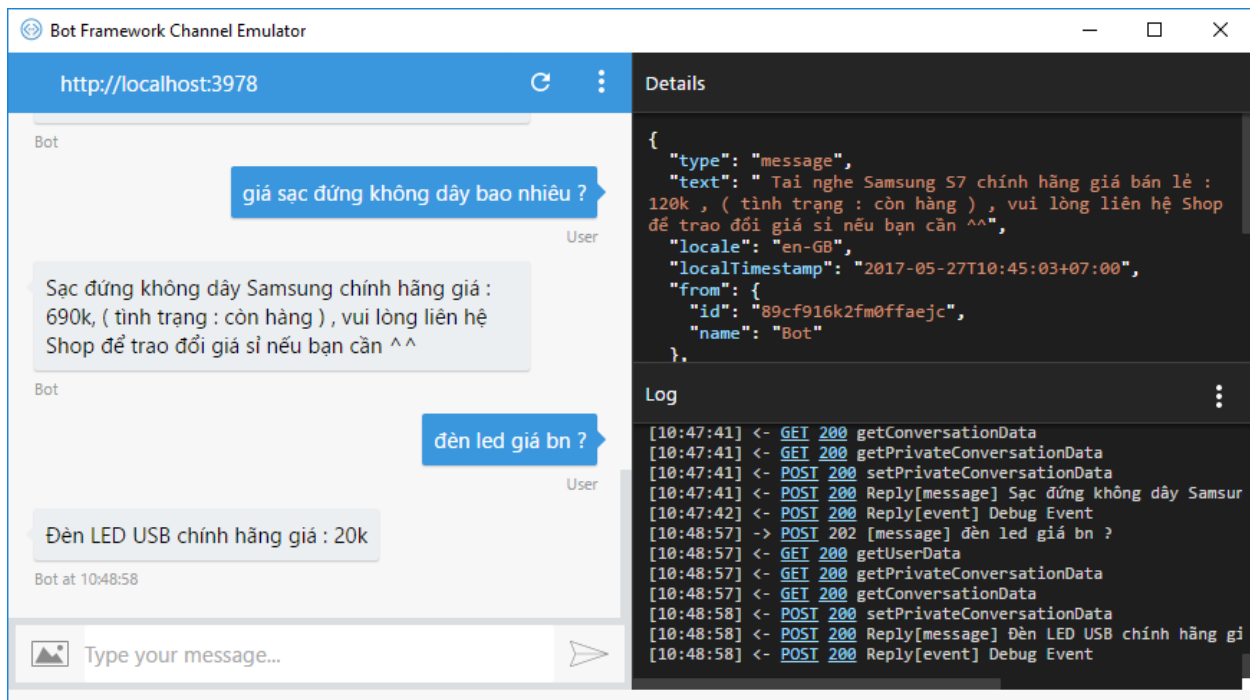 Bot Framework Channel Emulator
http://localhost:3978
Bot
giá sạc đứng không dây bao nhiêu ?
User
Sạc đứng không dây Samsung chính hãng giá :
690k, ( tình trạng : còn hàng ) , vui lòng liên hệ
Shop để trao đổi giá sỉ nếu bạn cần ^^
Bot
đèn led giá bn ?
User
Đèn LED USB chính hãng giá : 20k
Bot at 10:48:58
Type your message...
Details
{
"type": "message",
"text": " Tai nghe Samsung S7 chính hãng giá bán lẻ :
120k , ( tình trạng : còn hàng ) , vui lòng liên hệ Shop
để trao đổi giá sỉ nếu bạn cần ^^",
"locale": "en-GB",
"localTimestamp": "2017-05-27T10:45:03+07:00",
"from": {
"id": "89cf916k2fm0ffaejc",
"name": "Bot"
},
Log
[10:47:41] <- GET 200 getConversationData
[10:47:41] <- GET 200 getPrivateConversationData
[10:47:41] <- POST 200 setPrivateConversationData
[10:47:41] <- POST 200 Reply[message] Sạc đứng không dây Samsur
[10:47:42] <- POST 200 Reply[event] Debug Event
[10:48:57] -> POST 202 [message] đèn led giá bn ?
[10:48:57] <- GET 200 getUserData
[10:48:57] <- GET 200 getPrivateConversationData
[10:48:57] <- GET 200 getConversationData
[10:48:58] <- POST 200 setPrivateConversationData
[10:48:58] <- POST 200 Reply[message] Đèn LED USB chính hãng gi
[10:48:58] <- POST 200 Reply[event] Debug Event